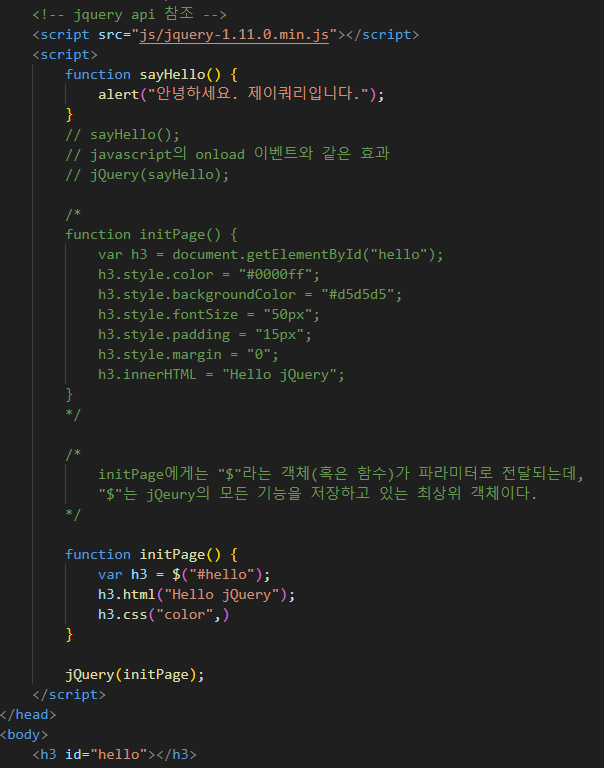 <!-- jquery api 참조 -->
<script src="js/jquery-1.11.0.min.js"></script>
<script>
function sayHello() {
alert("안녕하세요. 제이쿼리입니다.");
}
// sayHello();
// javascript의 onload 이벤트와 같은 효과
// jQuery(sayHello);
/*
function initPage() {
var h3 = document.getElementById("hello");
h3.style.color = "#0000ff";
h3.style.backgroundColor = "#d5d5d5";
h3.style.fontSize = "50px";
h3.style.padding = "15px";
h3.style.margin = "0";
h3.innerHTML = "Hello jQuery";
}
*/
/*
initPage에게는 "$"라는 객체(혹은 함수)가 파라미터로 전달되는데,
"$"는 jQeury의 모든 기능을 저장하고 있는 최상위 객체이다.
*/
function initPage() {
var h3 = $("#hello");
h3.html("Hello jQuery");
h3.css("color",)
}
jQuery(initPage);
</script>
</head>
<body>
<h3 id="hello"></h3>